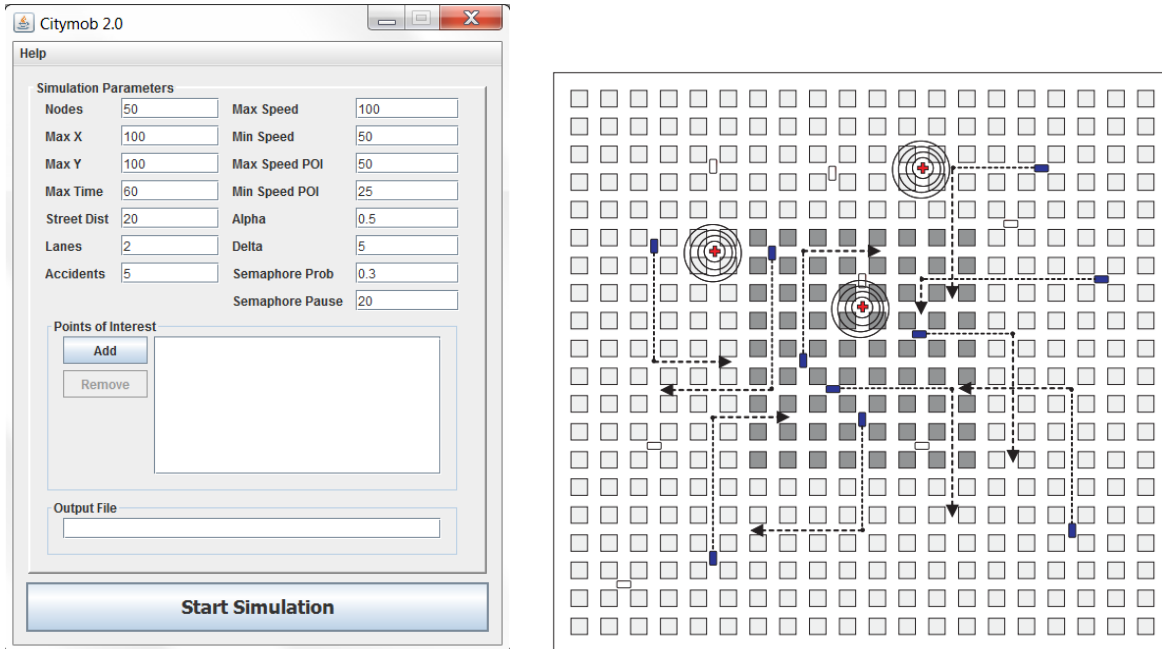 Citymob 2.0
Help
Simulation Parameters
Nodes 50 Max Speed 100
Max X 100 Min Speed 50
Max Y 100 Max Speed POI 50
Max Time 60 Min Speed POI 25
Street Dist 20 Alpha 0.5
Lanes 2 Delta 5
Accidents 5 Semaphore Prob 0.3
Semaphore Pause 20
Points of Interest
Add
Remove
Output File
Start Simulation